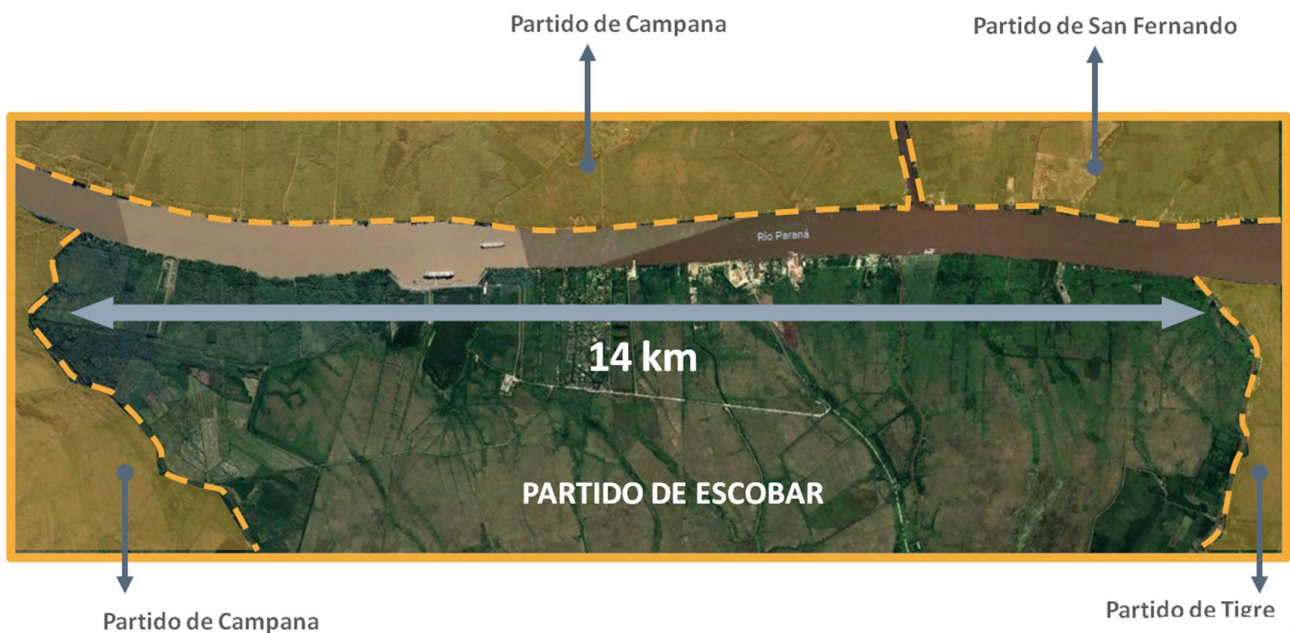 Partido de Campana
Partido de San Fernando
Río Paraná
14 km
PARTIDO DE ESCOBAR
Partido de Campana
Partido de Tigre